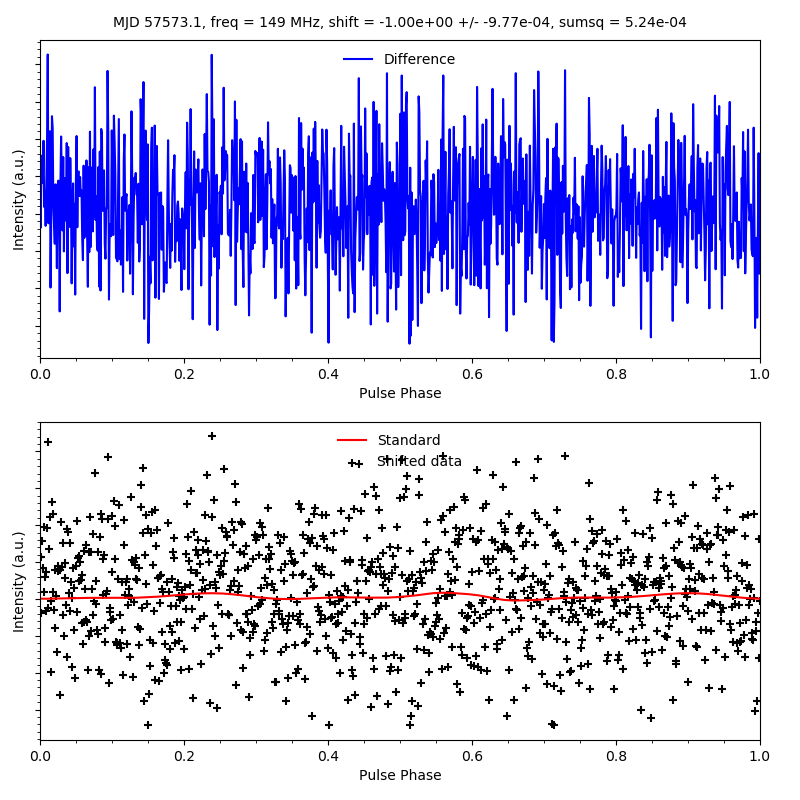 MJD 57573.1, freq = 149 MHz, shift = -1.00e+00 +/- -9.77e-04, sumsq = 5.24e-04
Difference
Intensity (a.u.)
0.0 0.2 0.4 0.6 0.8 1.0
Pulse Phase
Standard
Shifted data
Intensity (a.u.)
0.0 0.2 0.4 0.6 0.8 1.0
Pulse Phase